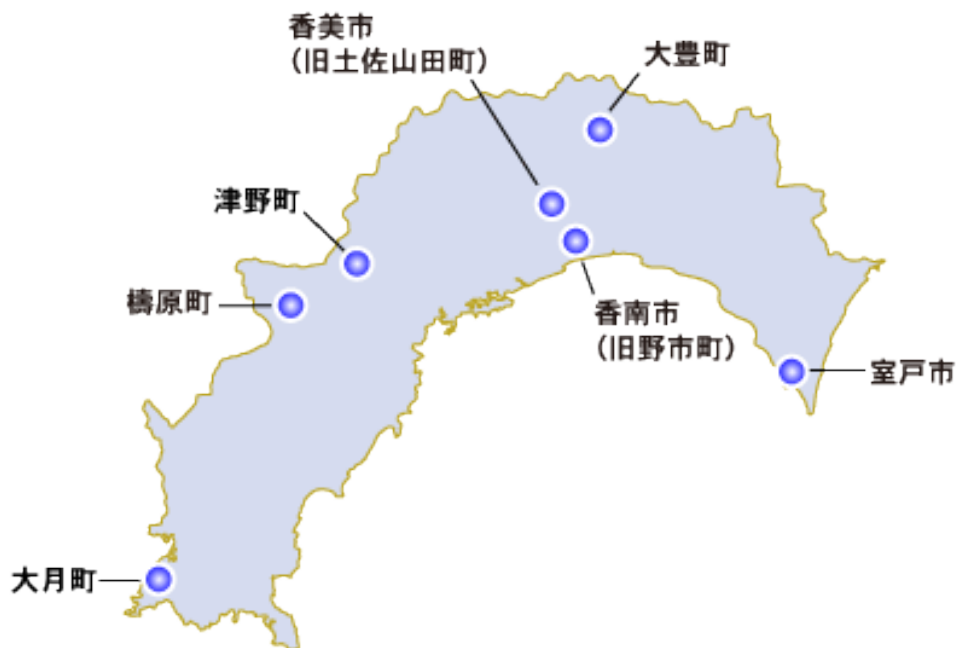 香美市
（旧土佐山田町）
大豊町
津野町
檮原町
香南市
（旧野市町）
室戸市
大月町